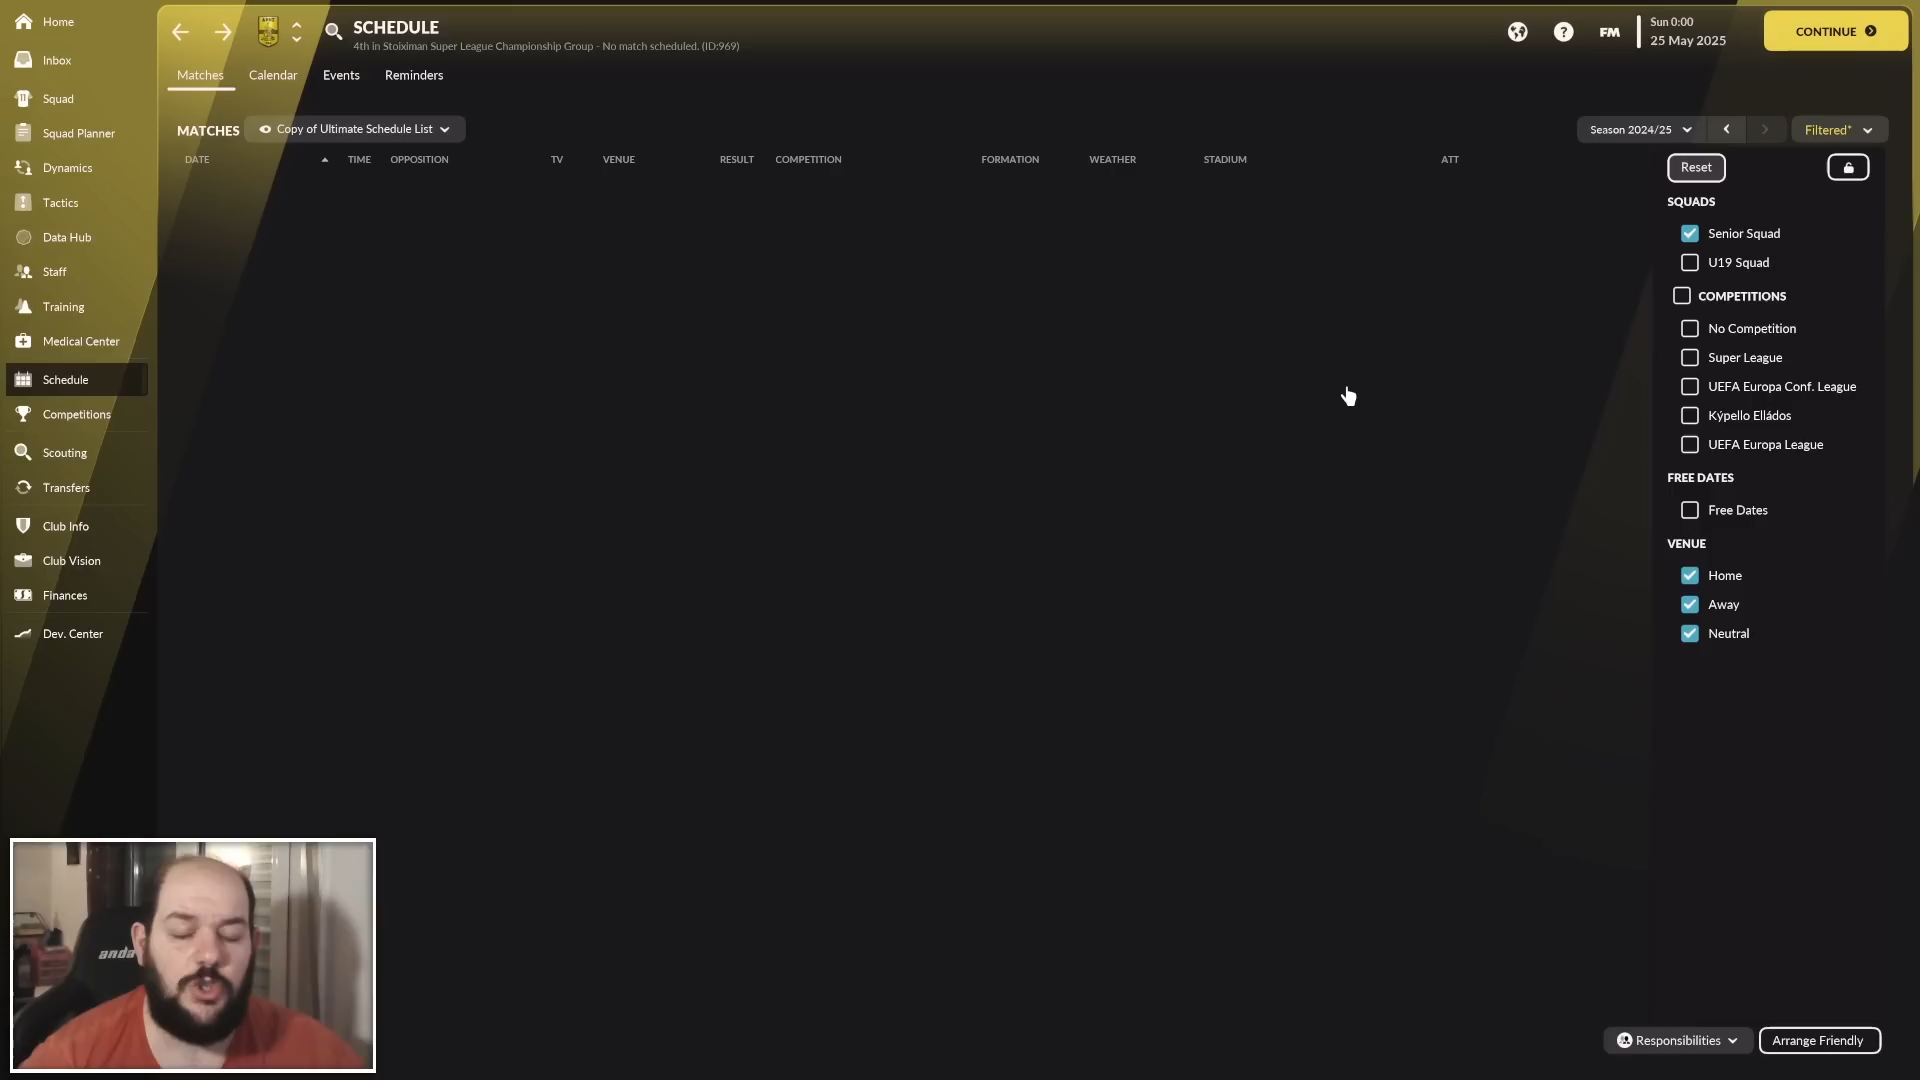 Home
Inbox
Squad
Squad Planner
Dynamics
Tactics
Data Hub
Staff
Training
Medical Center
Schedule
Competitions
Scouting
Transfers
Club Info
Club Vision
Finances
Dev. Center
SCHEDULE
4th in Stoiximan Super League Championship Group - No match scheduled. (ID:969)
FM
Sun 0:00
25 May 2025
CONTINUE
Matches
Calendar
Events
Reminders
MATCHES
Copy of Ultimate Schedule List
Season 2024/25
Filtered*
DATE
TIME
OPPOSITION
TV
VENUE
RESULT
COMPETITION
FORMATION
WEATHER
STADIUM
ATT
Reset
SQUADS
Senior Squad
U19 Squad
COMPETITIONS
No Competition
Super League
UEFA Europa Conf. League
Kýpello Elládos
UEFA Europa League
FREE DATES
Free Dates
VENUE
Home
Away
Neutral
Responsibilities
Arrange Friendly